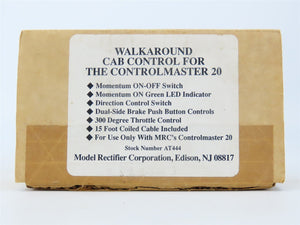 WALKAROUND
CAB CONTROL FOR
THE CONTROLMASTER 20
◆ Momentum ON-OFF Switch
◆ Momentum ON Green LED Indicator
◆ Direction Control Switch
◆ Dual-Side Brake Push Button Controls
◆ 300 Degree Throttle Control
◆ 15 Foot Coiled Cable Included
◆ For Use Only With MRC's Controlmaster 20
Stock Number AT444
Model Rectifier Corporation, Edison, NJ 08817